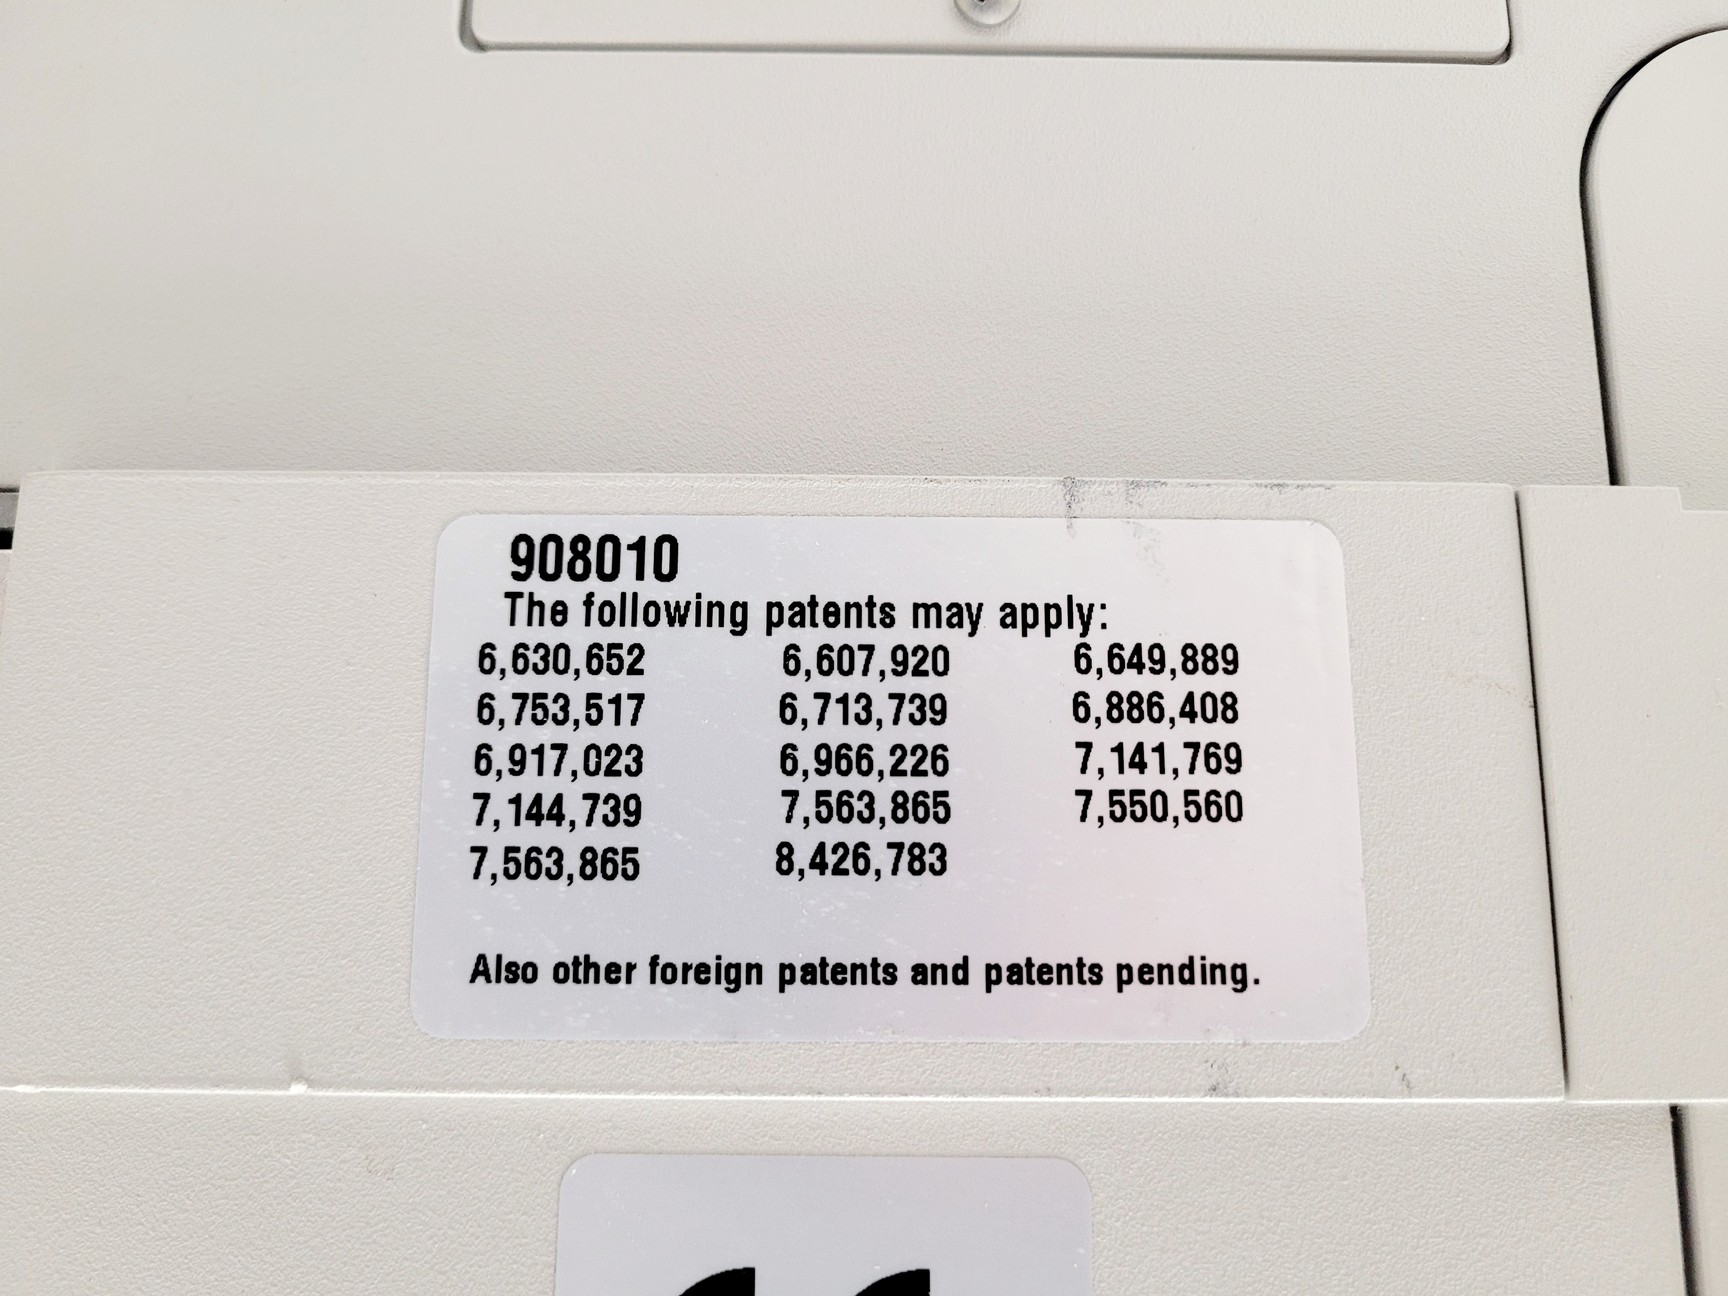 908010
The following patents may apply:
6,630,652 6,607,920 6,649,889
6,753,517 6,713,739 6,886,408
6,917,023 6,966,226 7,141,769
7,144,739 7,563,865 7,550,560
7,563,865 8,426,783
Also other foreign patents and patents pending.